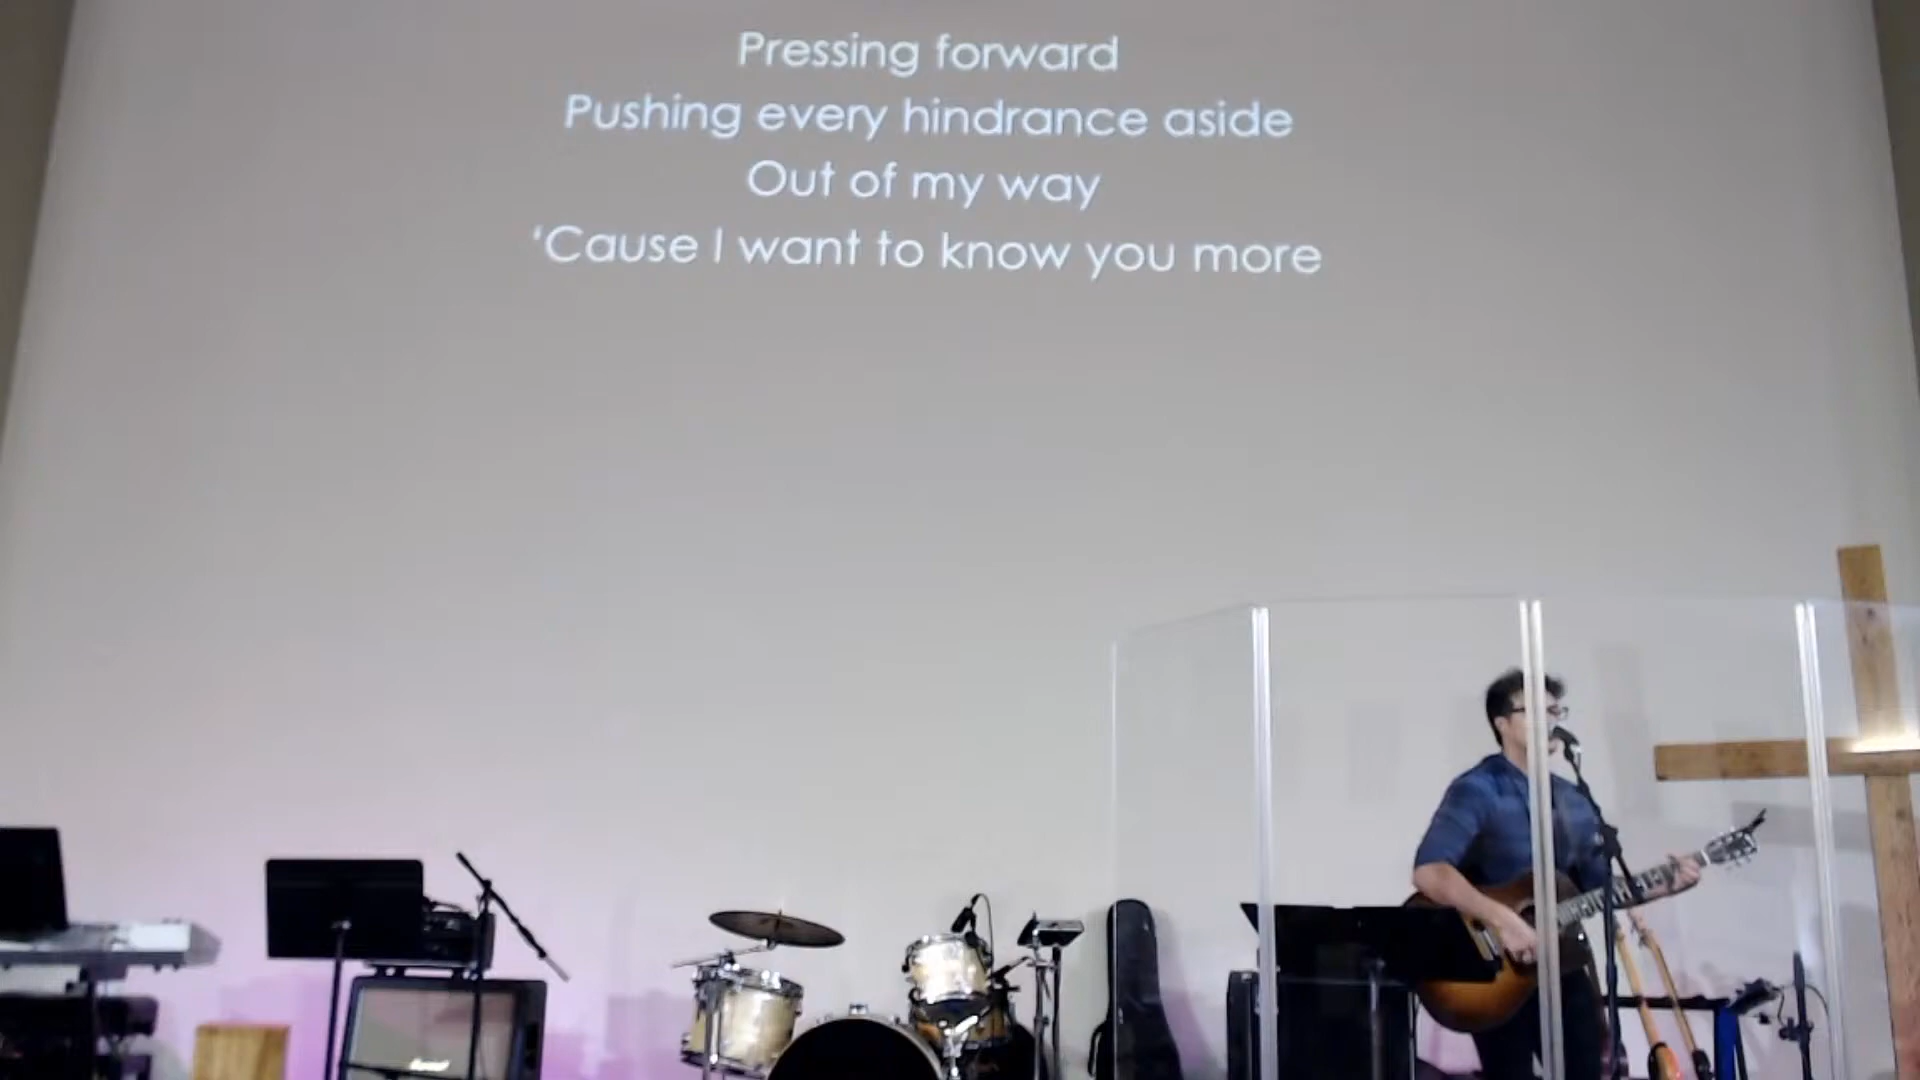 Pressing forward
Pushing every hindrance aside
Out of my way
‘Cause I want to know you more